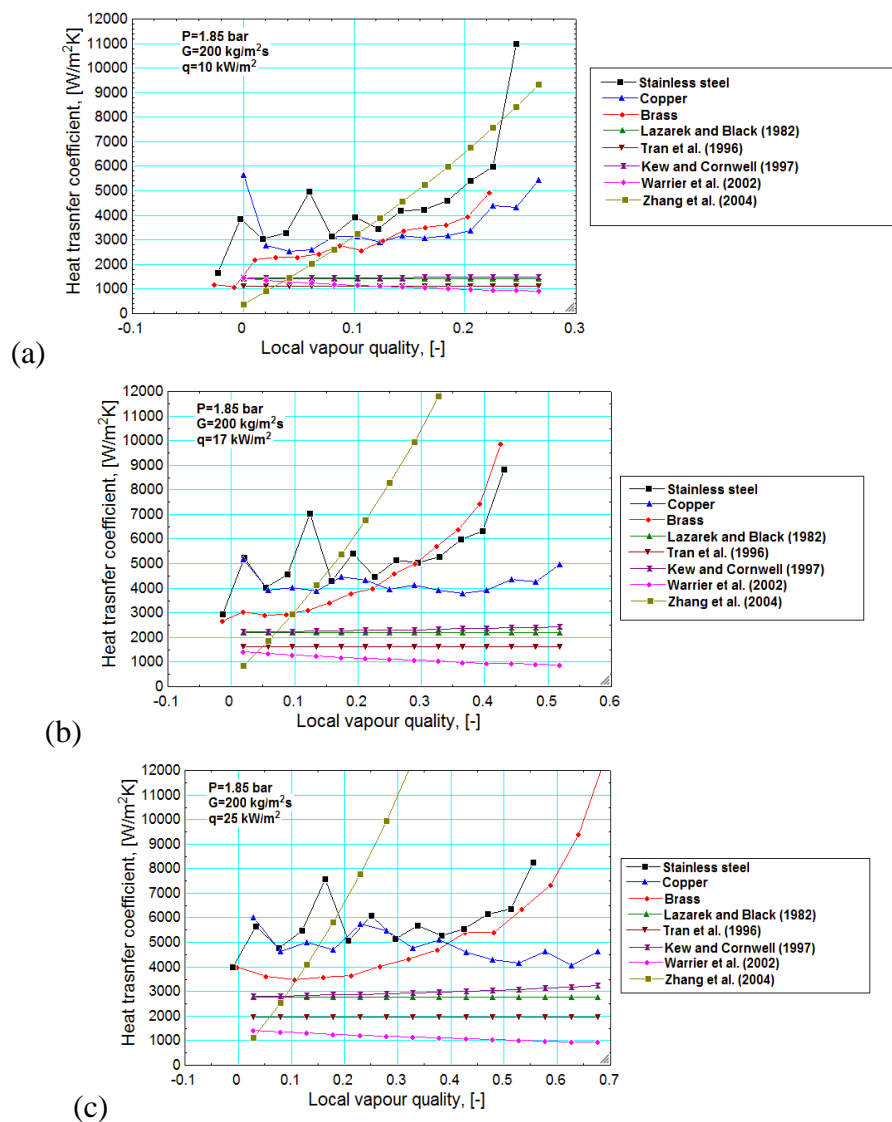 12000
11000
10000
9000
8000
7000
6000
5000
4000
3000
2000
1000
0
Heat trasnfer coefficient, [W/m²K]
P=1.85 bar
G=200 kg/m²s
q=10 kW/m²
-0.1 0 0.1 0.2 0.3
Local vapour quality, [-]
Stainless steel
Copper
Brass
Lazarek and Black (1982)
Tran et al. (1996)
Kew and Cornwell (1997)
Warrier et al. (2002)
Zhang et al. (2004)
(a)
12000
11000
10000
9000
8000
7000
6000
5000
4000
3000
2000
1000
0
Heat trasnfer coefficient, [W/m²K]
P=1.85 bar
G=200 kg/m²s
q=17 kW/m²
-0.1 0 0.1 0.2 0.3 0.4 0.5 0.6
Local vapour quality, [-]
Stainless steel
Copper
Brass
Lazarek and Black (1982)
Tran et al. (1996)
Kew and Cornwell (1997)
Warrier et al. (2002)
Zhang et al. (2004)
(b)
12000
11000
10000
9000
8000
7000
6000
5000
4000
3000
2000
1000
0
Heat trasnfer coefficient, [W/m²K]
P=1.85 bar
G=200 kg/m²s
q=25 kW/m²
-0.1 0 0.1 0.2 0.3 0.4 0.5 0.6 0.7
Local vapour quality, [-]
Stainless steel
Copper
Brass
Lazarek and Black (1982)
Tran et al. (1996)
Kew and Cornwell (1997)
Warrier et al. (2002)
Zhang et al. (2004)
(c)